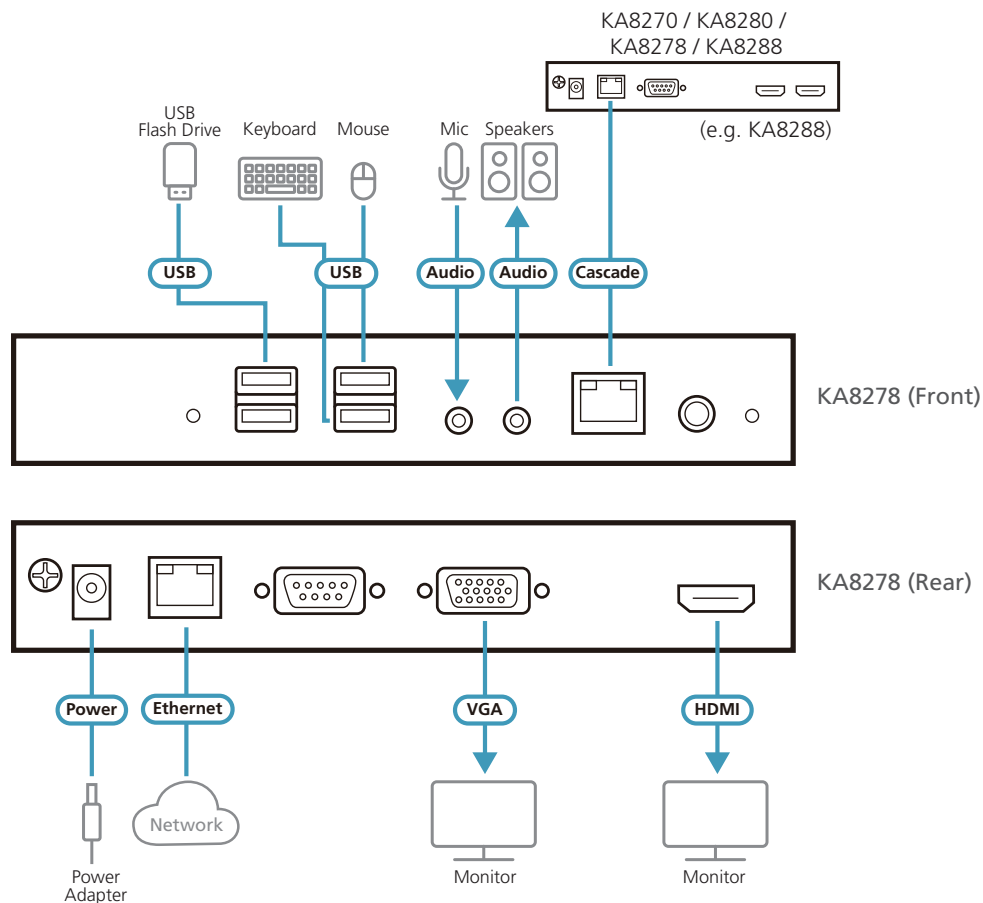 KA8270 / KA8280 /
KA8278 / KA8288
(e.g. KA8288)
USB
Flash Drive
Keyboard
Mouse
Mic
Speakers
USB
USB
Audio
Audio
Cascade
KA8278 (Front)
KA8278 (Rear)
Power
Ethernet
VGA
HDMI
Network
Power
Adapter
Monitor
Monitor